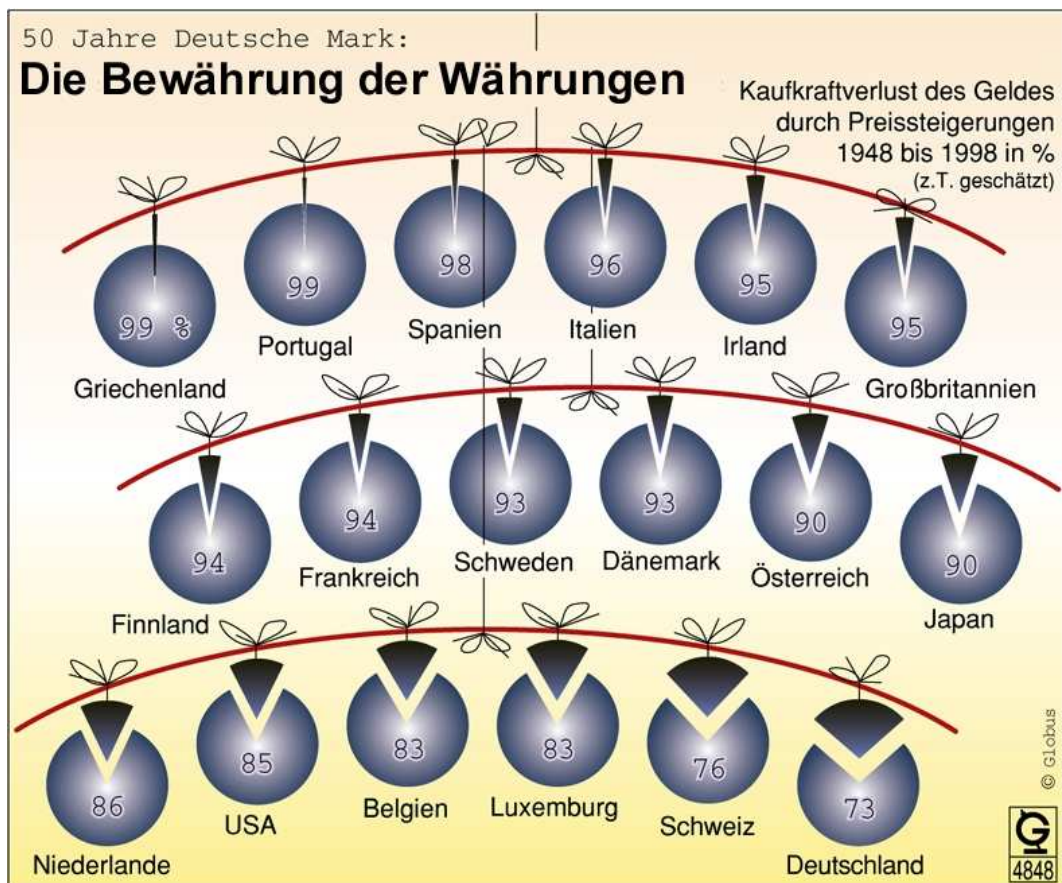 50 Jahre Deutsche Mark:
Die Bewährung der Währungen
Kaufkraftverlust des Geldes
durch Preissteigerungen
1948 bis 1998 in %
(z.T. geschätzt)
99 %
Griechenland
99
Portugal
98
Spanien
96
Italien
95
Irland
95
Großbritannien
94
Finnland
94
Frankreich
93
Schweden
93
Dänemark
90
Österreich
90
Japan
86
Niederlande
85
USA
83
Belgien
83
Luxemburg
76
Schweiz
73
Deutschland
© Globus
G
4848